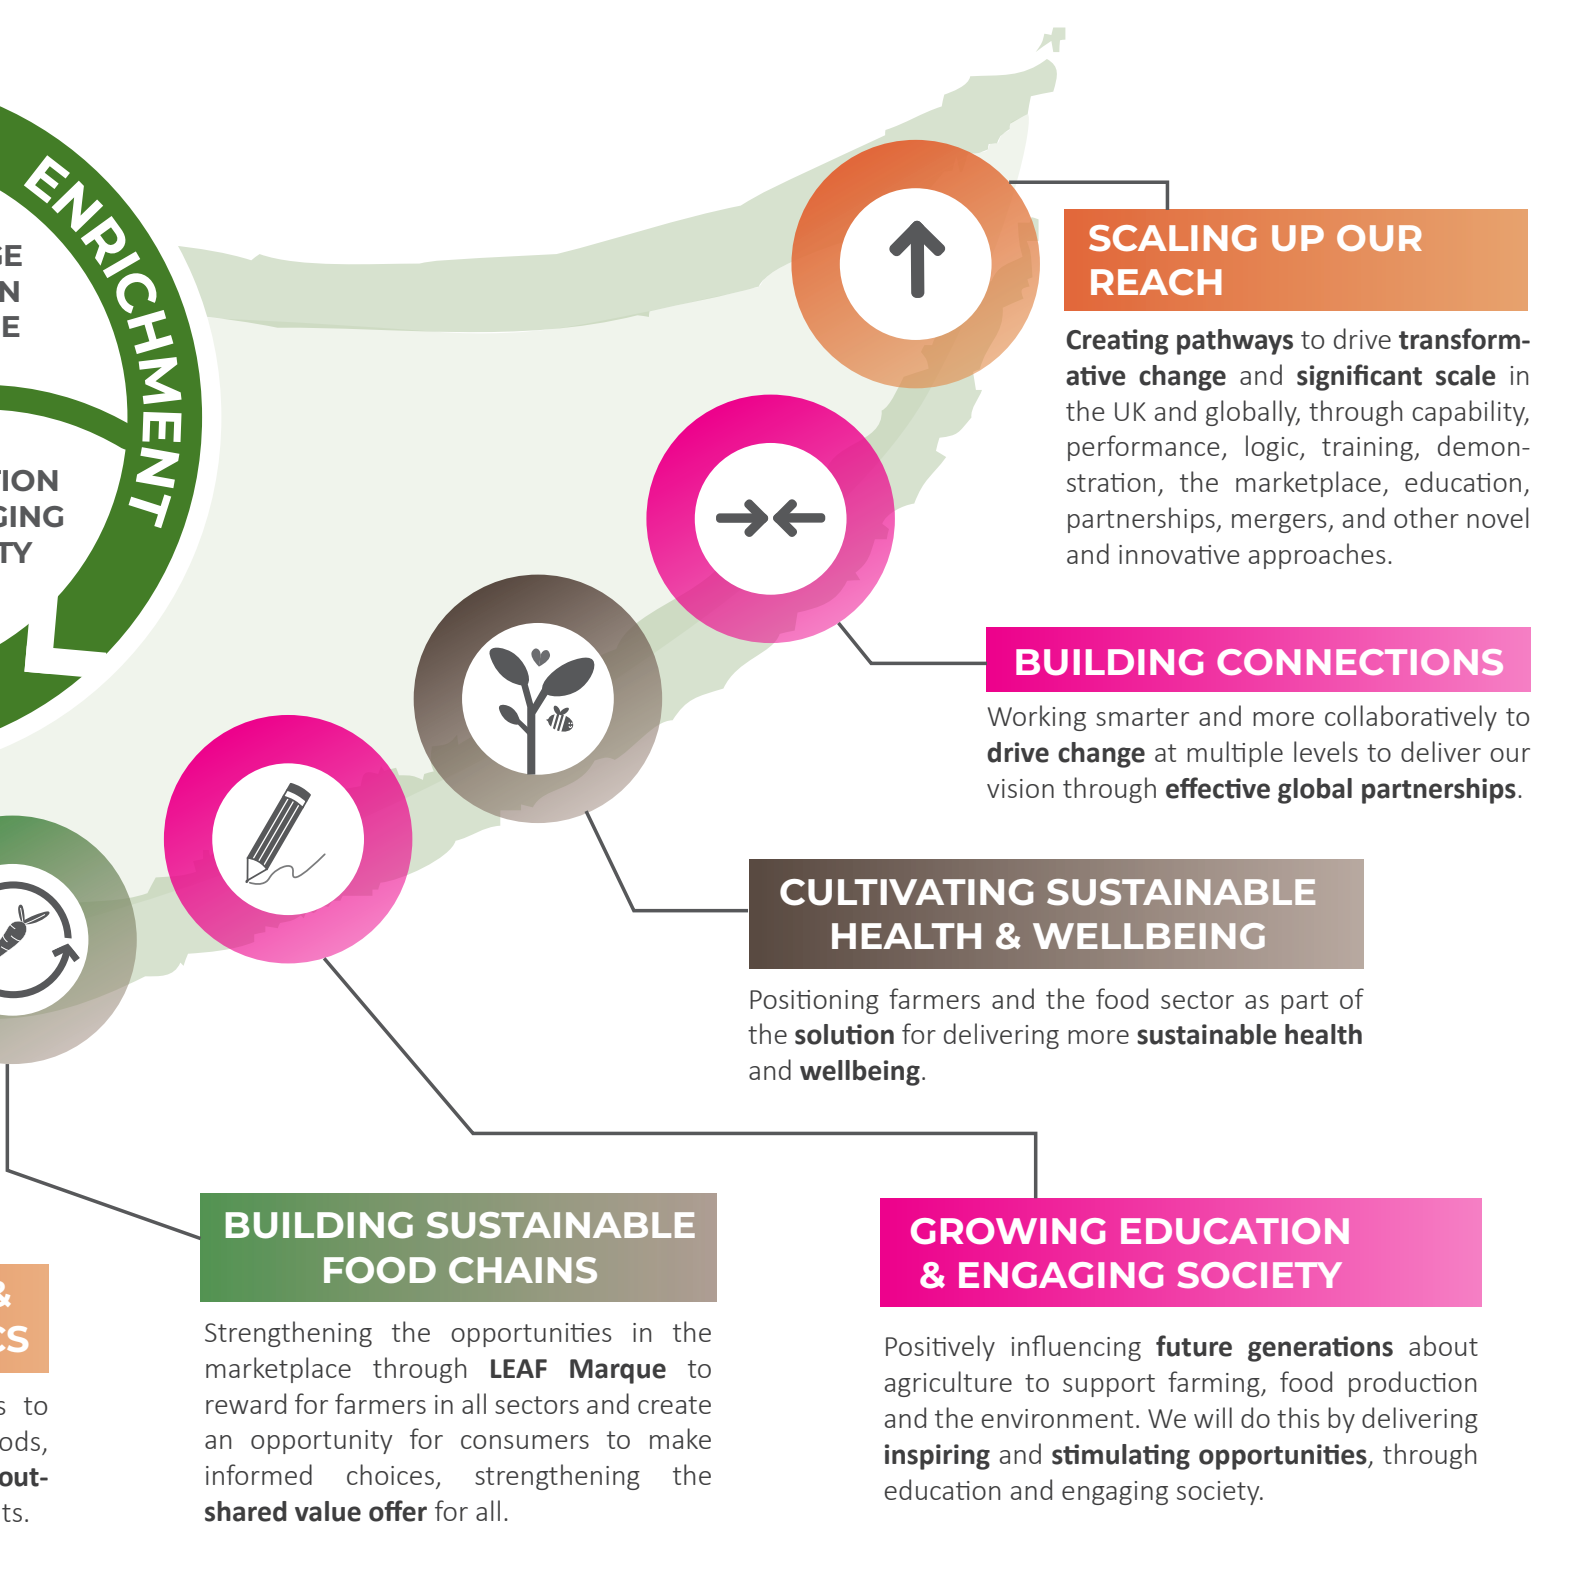 ENRICHMENT
SCALING UP OUR
REACH
Creating pathways to drive transform-
ative change and significant scale in
the UK and globally, through capability,
performance, logic, training, demon-
stration, the marketplace, education,
partnerships, mergers, and other novel
and innovative approaches.
BUILDING CONNECTIONS
Working smarter and more collaboratively to
drive change at multiple levels to deliver our
vision through effective global partnerships.
CULTIVATING SUSTAINABLE
HEALTH & WELLBEING
Positioning farmers and the food sector as part of
the solution for delivering more sustainable health
and wellbeing.
BUILDING SUSTAINABLE
FOOD CHAINS
Strengthening the opportunities in the
marketplace through LEAF Marque to
reward for farmers in all sectors and create
an opportunity for consumers to make
informed choices, strengthening the
shared value offer for all.
GROWING EDUCATION
& ENGAGING SOCIETY
Positively influencing future generations about
agriculture to support farming, food production
and the environment. We will do this by delivering
inspiring and stimulating opportunities, through
education and engaging society.
&
to